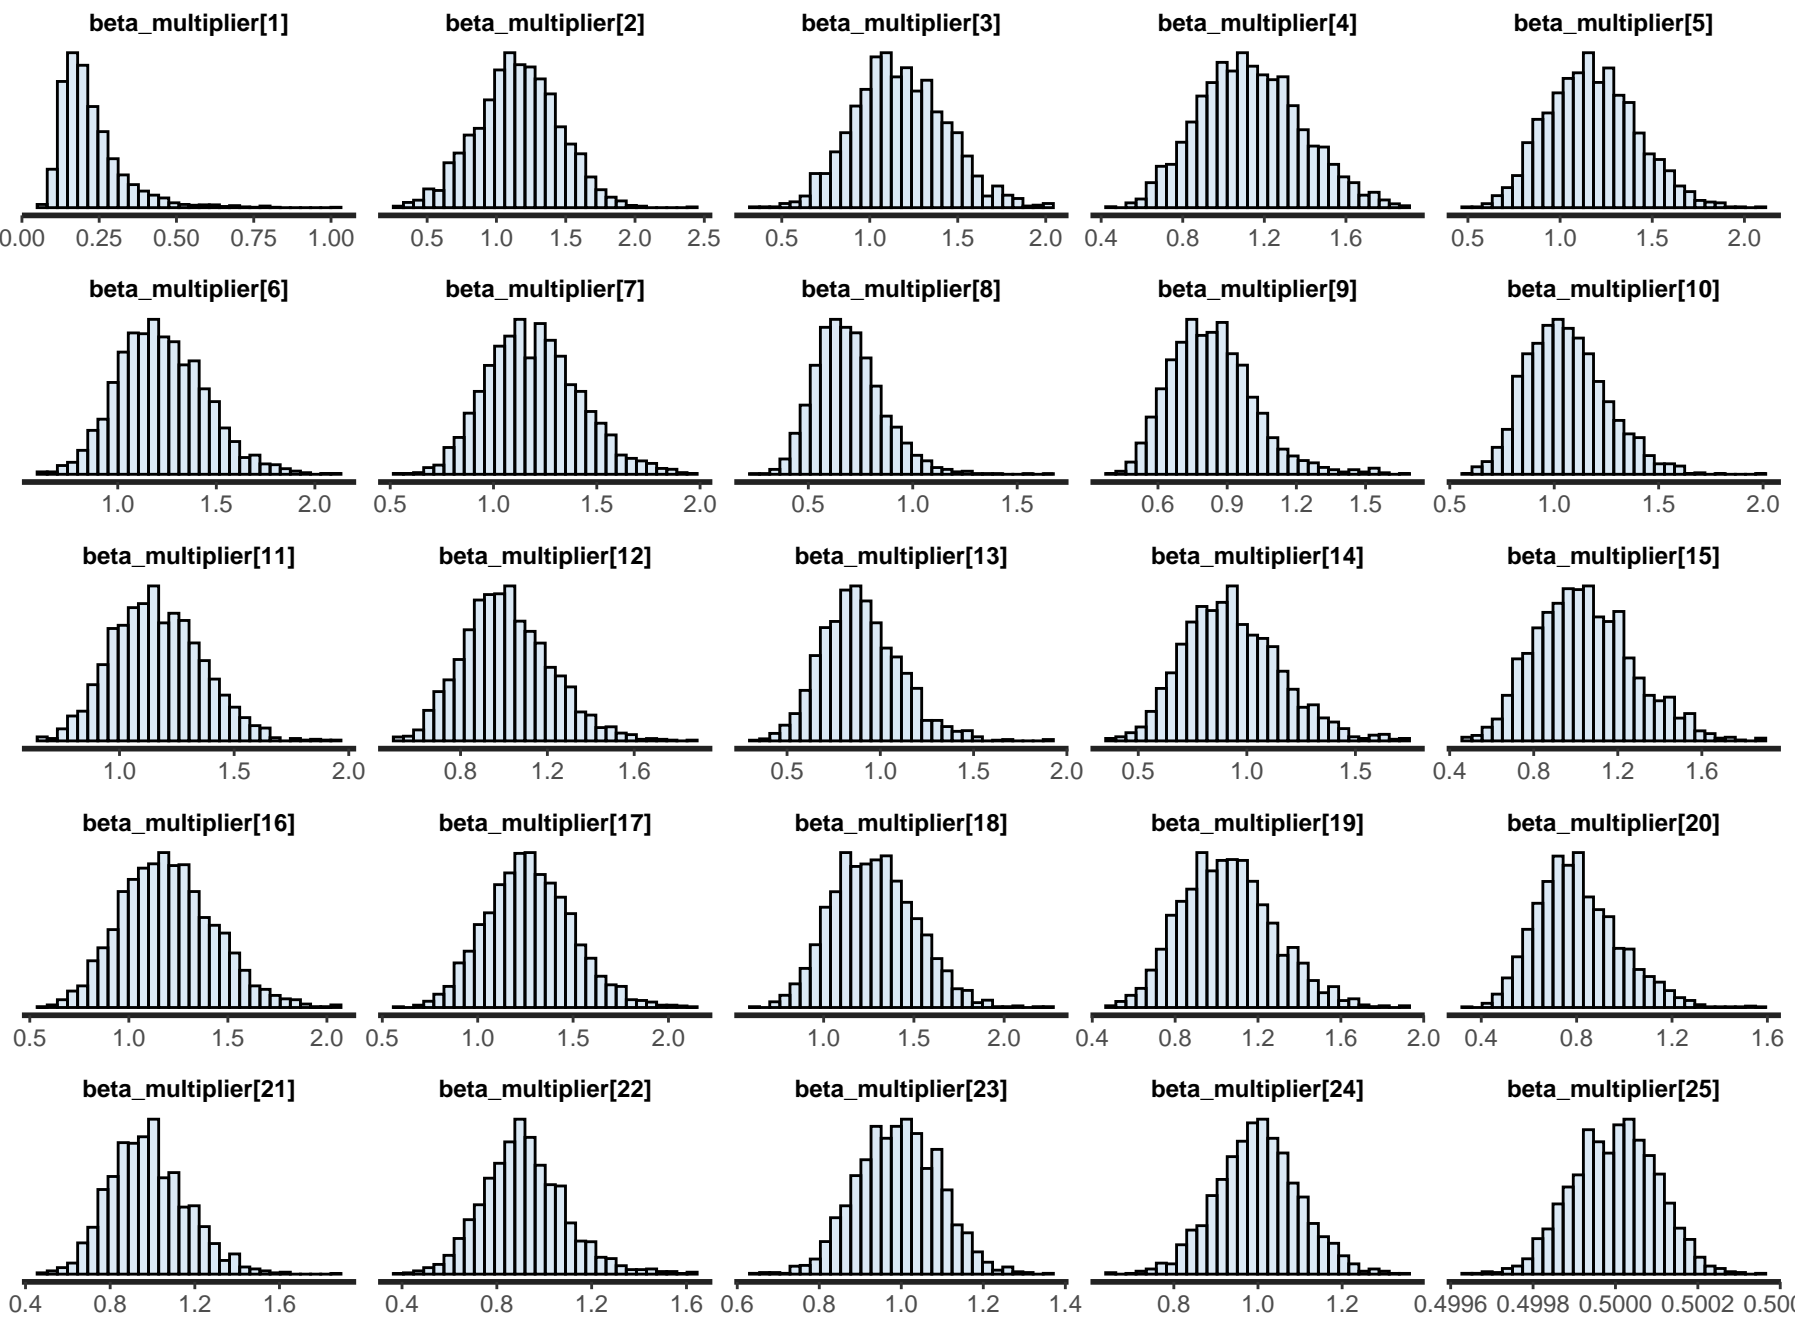 beta_multiplier[1] beta_multiplier[2] beta_multiplier[3] beta_multiplier[4] beta_multiplier[5]
0.00 0.25 0.50 0.75 1.00 0.5 1.0 1.5 2.0 2.5 0.5 1.0 1.5 2.0 0.4 0.8 1.2 1.6 0.5 1.0 1.5 2.0
beta_multiplier[6] beta_multiplier[7] beta_multiplier[8] beta_multiplier[9] beta_multiplier[10]
1.0 1.5 2.0 0.5 1.0 1.5 2.0 0.5 1.0 1.5 0.6 0.9 1.2 1.5 0.5 1.0 1.5 2.0
beta_multiplier[11] beta_multiplier[12] beta_multiplier[13] beta_multiplier[14] beta_multiplier[15]
1.0 1.5 2.0 0.8 1.2 1.6 0.5 1.0 1.5 2.0 0.5 1.0 1.5 0.4 0.8 1.2 1.6
beta_multiplier[16] beta_multiplier[17] beta_multiplier[18] beta_multiplier[19] beta_multiplier[20]
0.5 1.0 1.5 2.0 0.5 1.0 1.5 2.0 1.0 1.5 2.0 0.4 0.8 1.2 1.6 2.0 0.4 0.8 1.2 1.6
beta_multiplier[21] beta_multiplier[22] beta_multiplier[23] beta_multiplier[24] beta_multiplier[25]
0.4 0.8 1.2 1.6 0.4 0.8 1.2 1.6 0.6 0.8 1.0 1.2 1.4 0.8 1.0 1.2 0.4996 0.4998 0.5000 0.5002